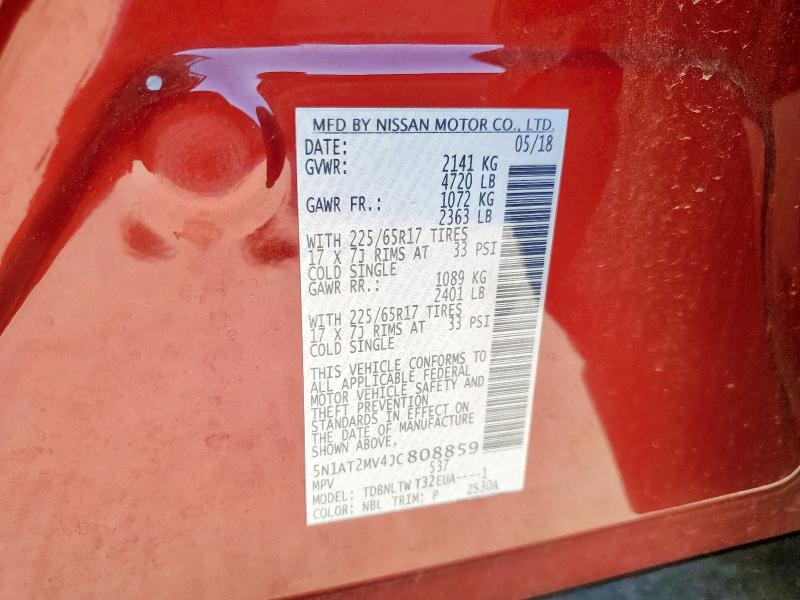 MFD BY NISSAN MOTOR CO., LTD.
DATE: 05/18
GVWR: 2141 KG
4720 LB
GAWR FR.: 1072 KG
2363 LB
WITH 225/65R17 TIRES
17 X 7J RIMS AT 33 PSI
COLD SINGLE
GAWR RR.: 1089 KG
2401 LB
WITH 225/65R17 TIRES
17 X 7J RIMS AT 33 PSI
COLD SINGLE
THIS VEHICLE CONFORMS TO
ALL APPLICABLE FEDERAL
MOTOR VEHICLE SAFETY AND
THEFT PREVENTION
STANDARDS IN EFFECT ON
THE DATE OF MANUFACTURE
SHOWN ABOVE.
5N1AT2MV4JC808859
MPV 537
MODEL: TDBNLTW T32EUA----1
COLOR: NBL TRIM: P ZS30A